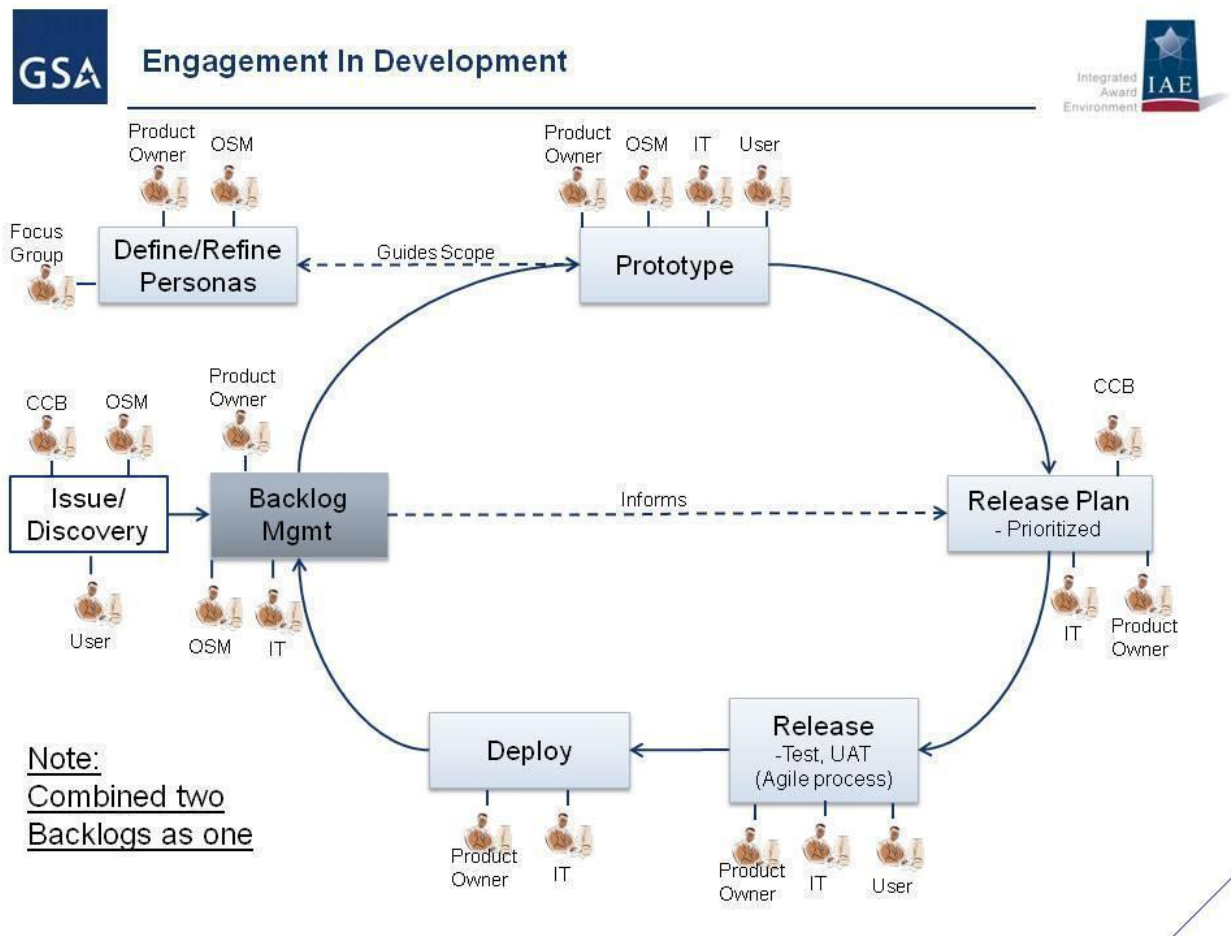 GSA
Engagement In Development
Integrated
Award
Environment
IAE
Product
Owner
OSM
Product
Owner
OSM
IT
User
Focus
Group
Define/Refine
Personas
Guides Scope
Prototype
CCB
OSM
Product
Owner
CCB
Issue/
Discovery
Backlog
Mgmt
Informs
Release Plan
- Prioritized
User
OSM
IT
IT
Product
Owner
Note:
Combined two
Backlogs as one
Deploy
Release
-Test, UAT
(Agile process)
Product
Owner
IT
Product
Owner
IT
User